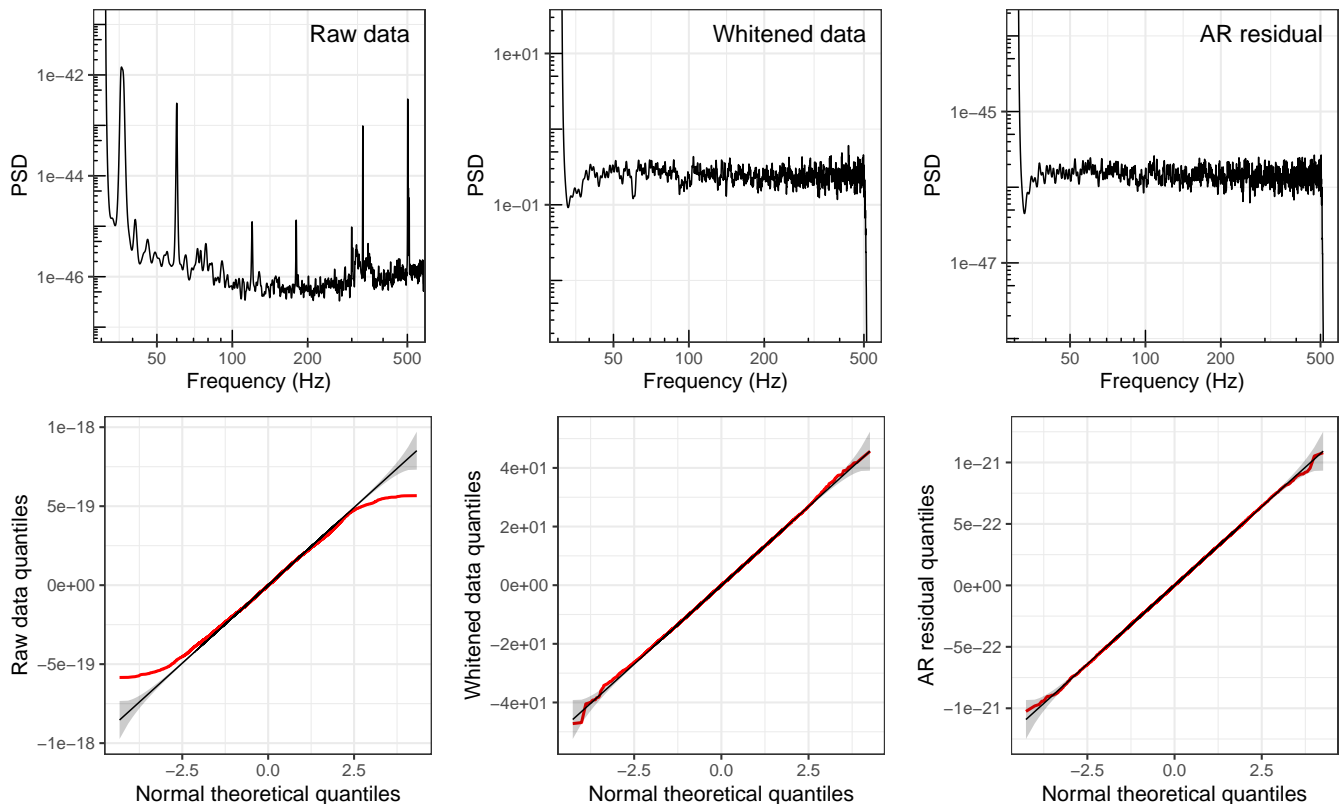 Raw data
1e−42
1e−44
1e−46
PSD
50 100 200 500
Frequency (Hz)
Whitened data
1e+01
1e−01
PSD
50 100 200 500
Frequency (Hz)
AR residual
1e−45
1e−47
PSD
50 100 200 500
Frequency (Hz)
1e−18
5e−19
0e+00
−5e−19
−1e−18
Raw data quantiles
−2.5 0.0 2.5
Normal theoretical quantiles
4e+01
2e+01
0e+00
−2e+01
−4e+01
Whitened data quantiles
−2.5 0.0 2.5
Normal theoretical quantiles
1e−21
5e−22
0e+00
−5e−22
−1e−21
AR residual quantiles
−2.5 0.0 2.5
Normal theoretical quantiles